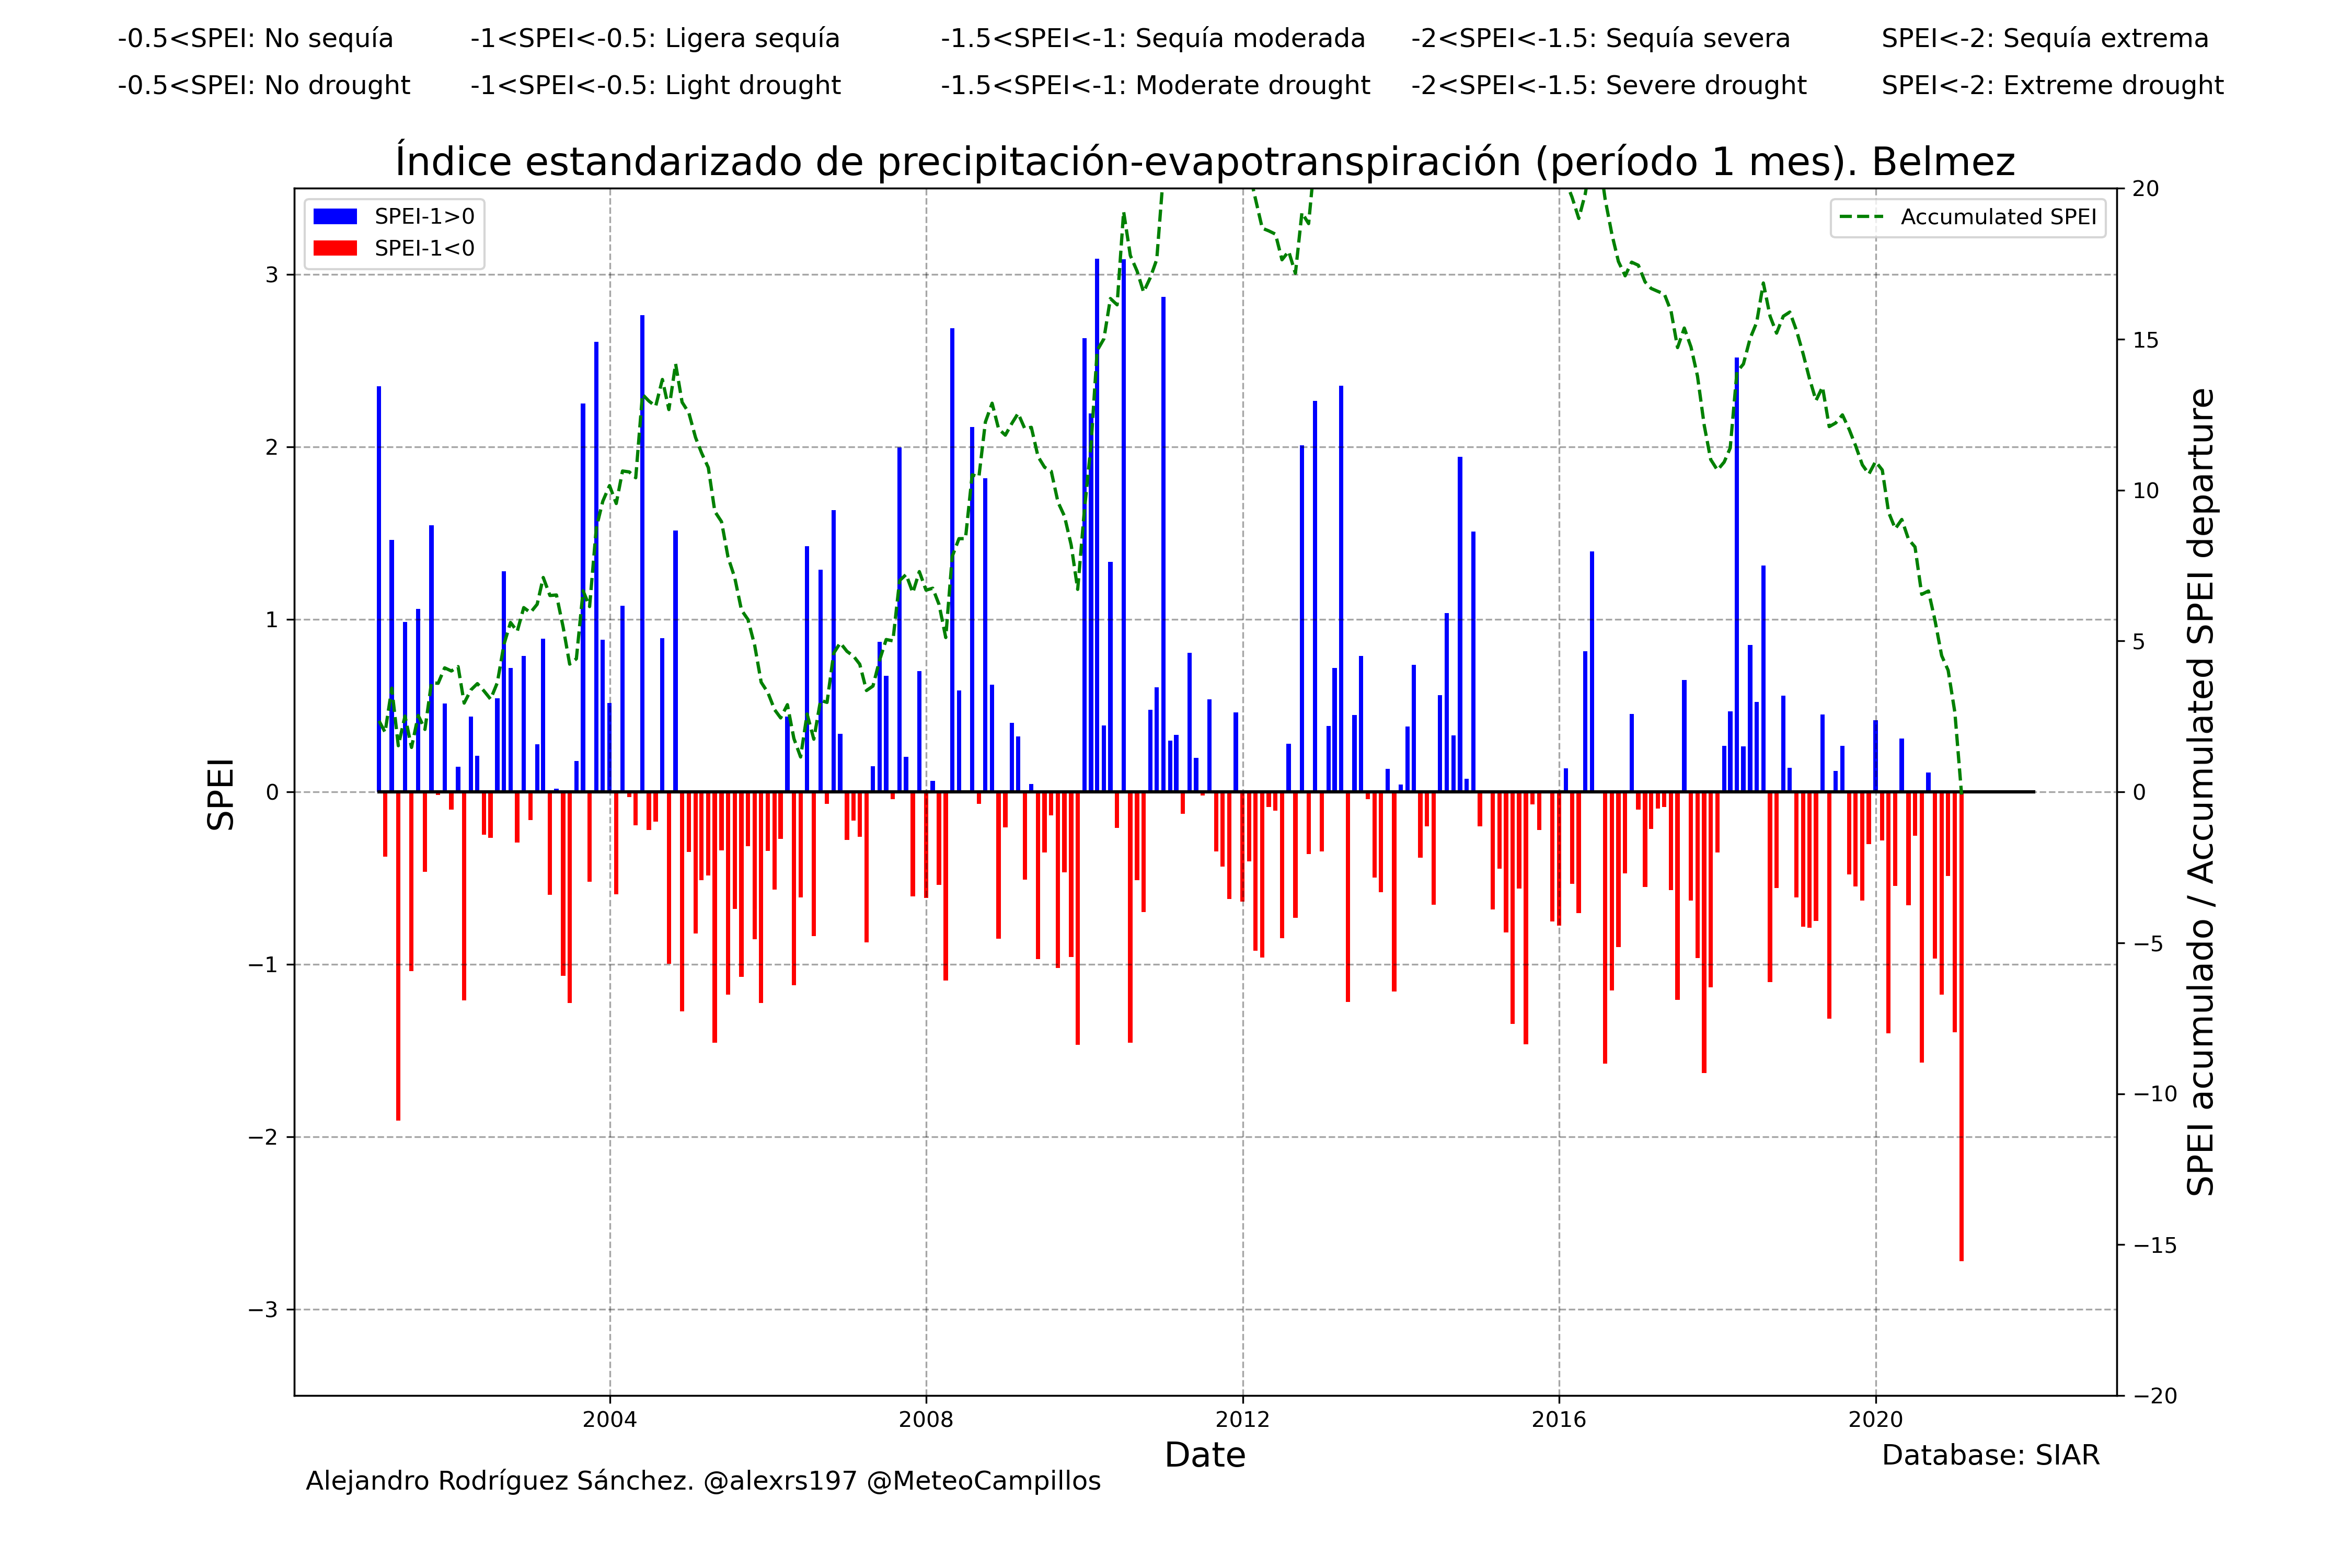 -0.5<SPEI: No sequía -1<SPEI<-0.5: Ligera sequía -1.5<SPEI<-1: Sequía moderada -2<SPEI<-1.5: Sequía severa SPEI<-2: Sequía extrema
-0.5<SPEI: No drought -1<SPEI<-0.5: Light drought -1.5<SPEI<-1: Moderate drought -2<SPEI<-1.5: Severe drought SPEI<-2: Extreme drought
Índice estandarizado de precipitación-evapotranspiración (período 1 mes). Belmez
SPEI-1>0
SPEI-1<0
Accumulated SPEI
SPEI
3
2
1
0
−1
−2
−3
20
15
10
5
0
−5
−10
−15
−20
SPEI acumulado / Accumulated SPEI departure
2004 2008 2012 2016 2020
Date
Database: SIAR
Alejandro Rodríguez Sánchez. @alexrs197 @MeteoCampillos